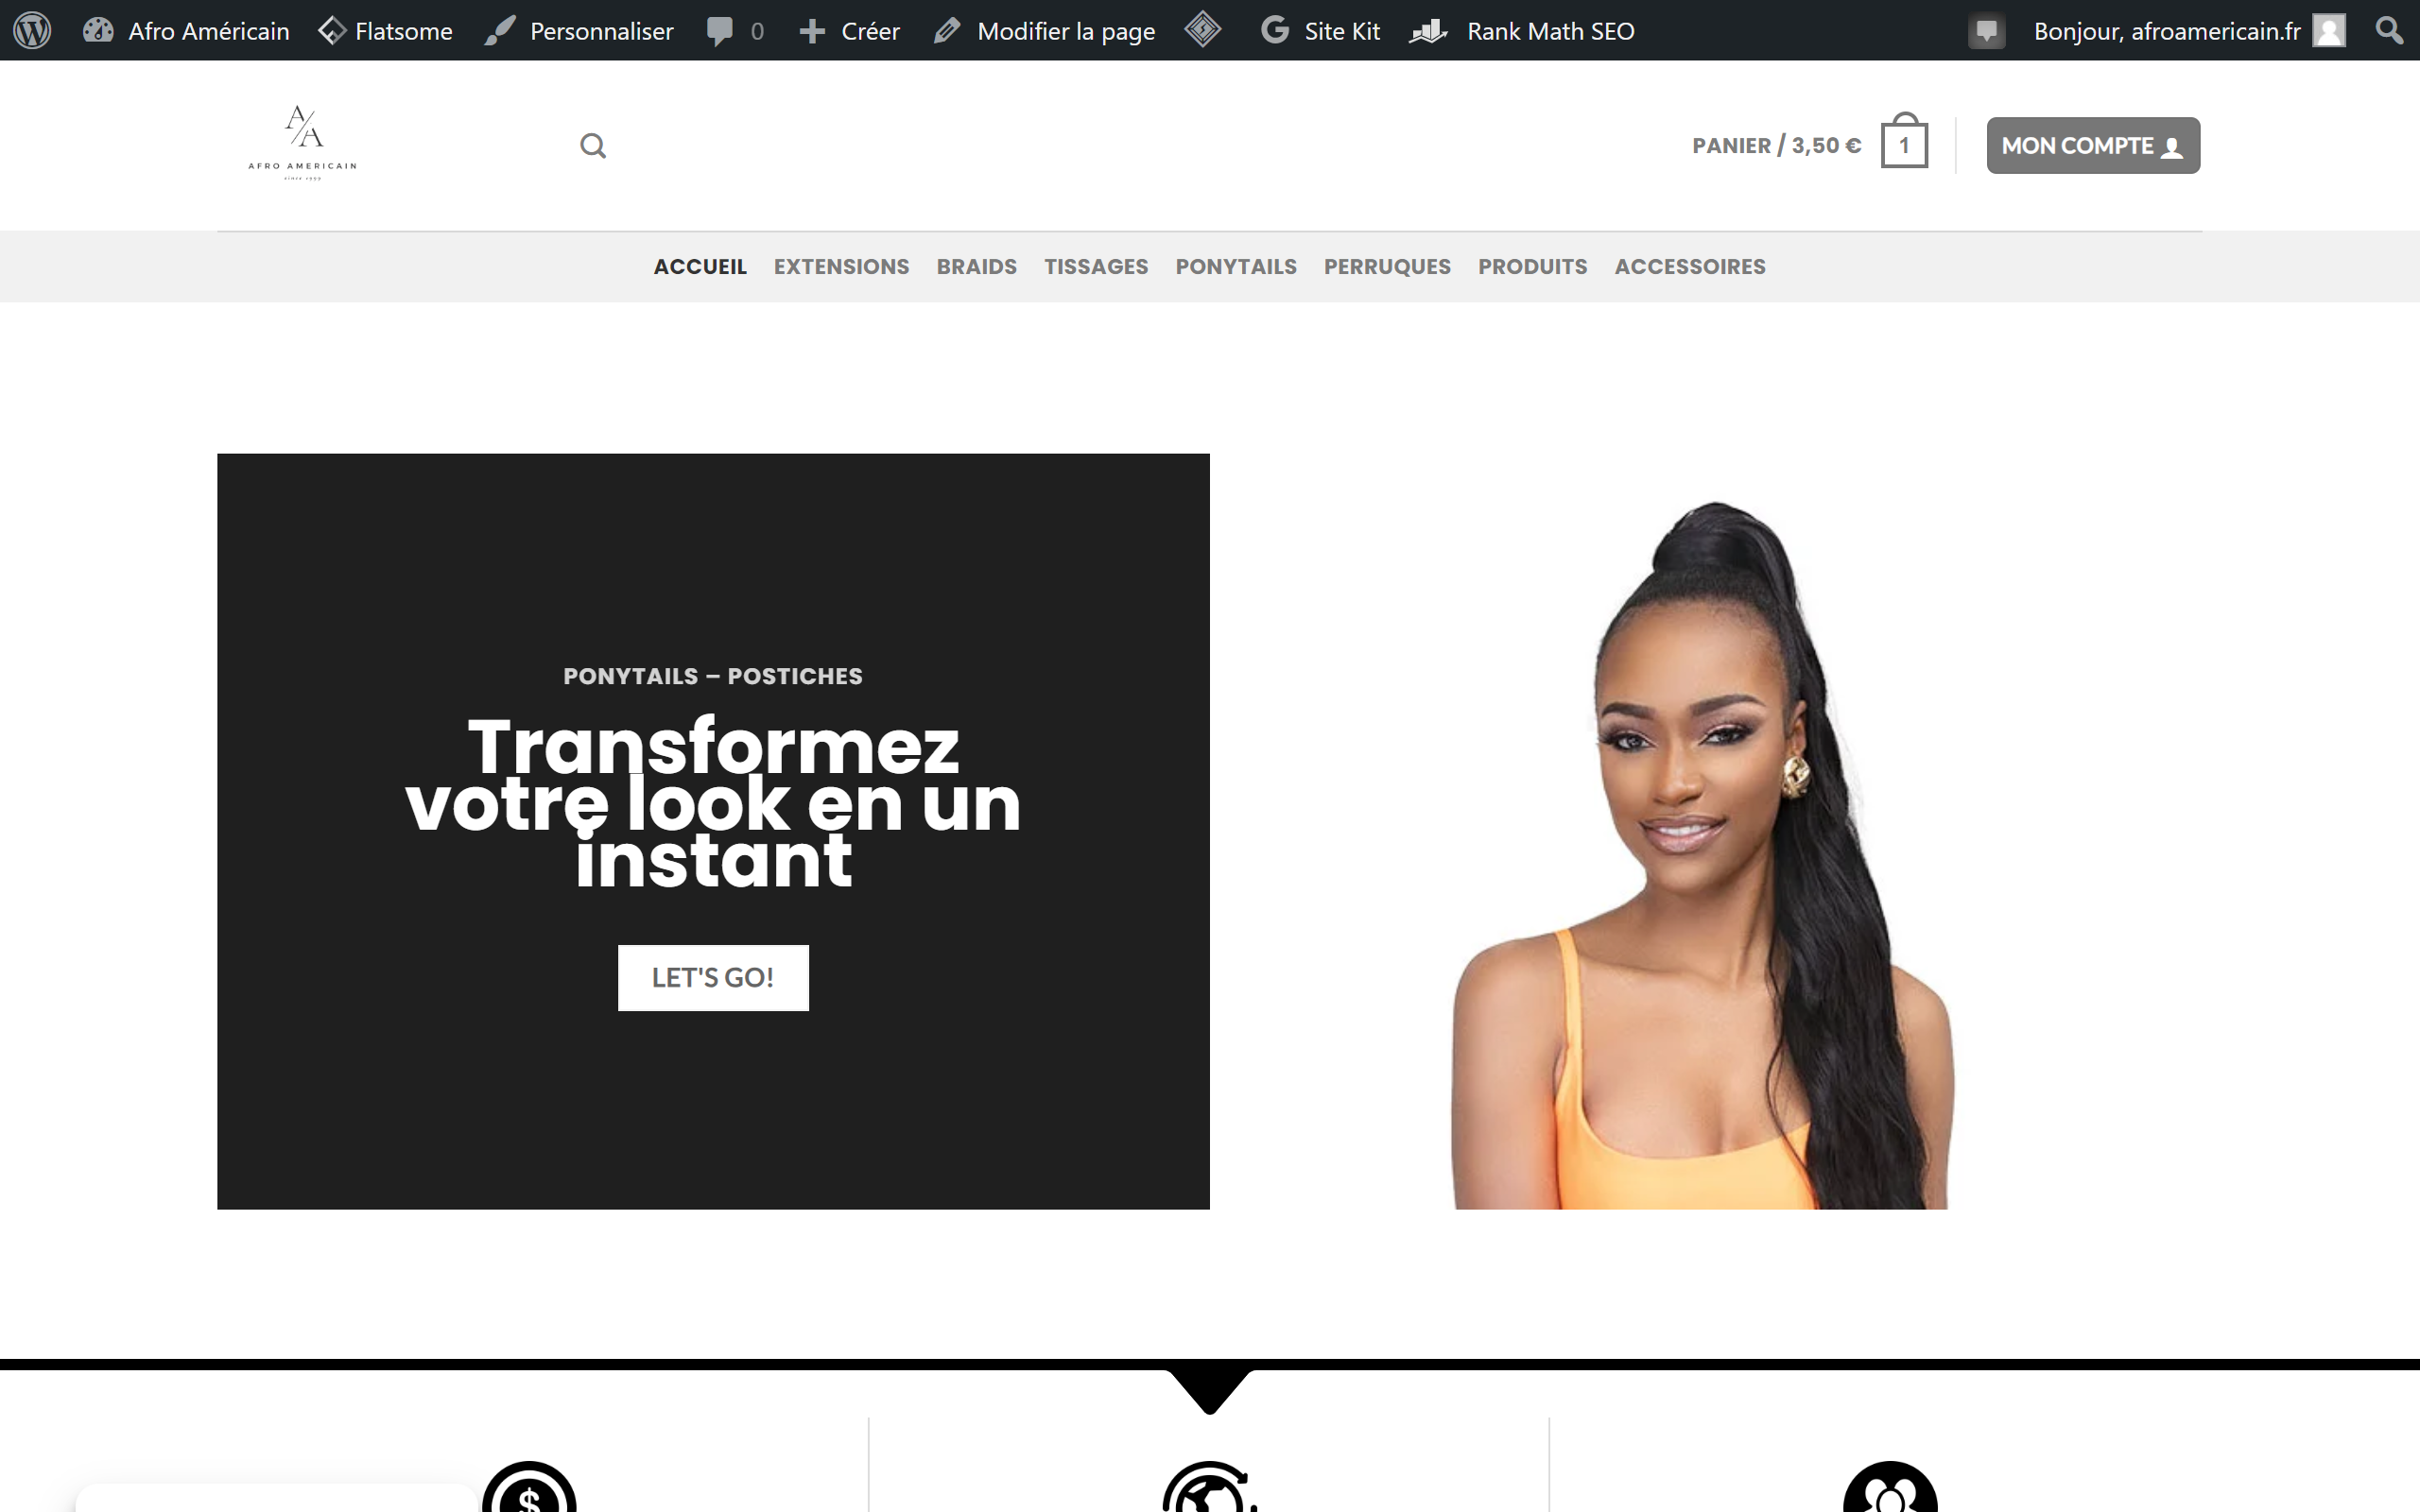 Afro Américain Flatsome Personnaliser 0 Créer Modifier la page Site Kit Rank Math SEO Bonjour, afroamericain.fr
A/A
AFRO AMERICAIN
since 1999
PANIER / 3,50 € 1 MON COMPTE
ACCUEIL EXTENSIONS BRAIDS TISSAGES PONYTAILS PERRUQUES PRODUITS ACCESSOIRES
PONYTAILS – POSTICHES
Transformez
votre look en un
instant
LET'S GO!
$